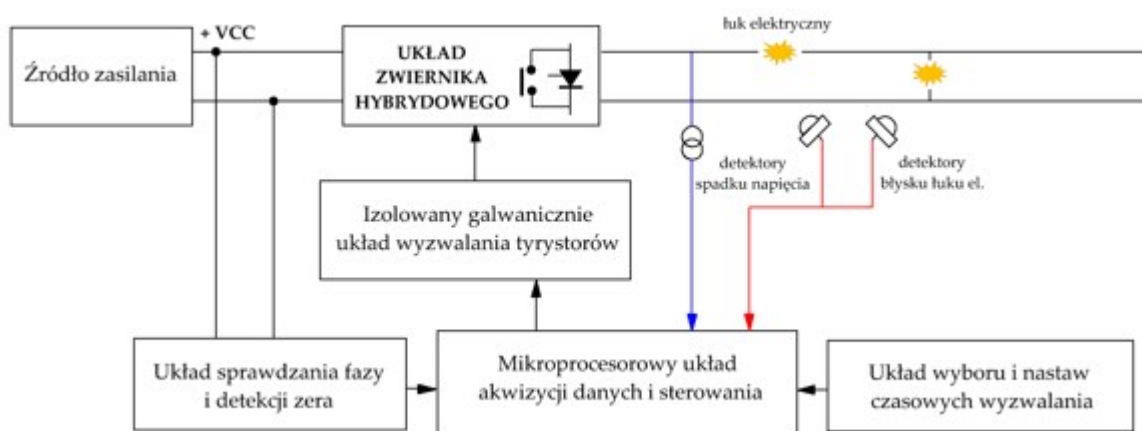 + VCC
łuk elektryczny
Źródło zasilania
UKŁAD
ZWIERNIKA
HYBRYDOWEGO
detektory
spadku napięcia
detektory
błysku łuku el.
Izolowany galwanicznie
układ wyzwalania tyrystorów
Układ sprawdzania fazy
i detekcji zera
Mikroprocesorowy układ
akwizycji danych i sterowania
Układ wyboru i nastaw
czasowych wyzwalania